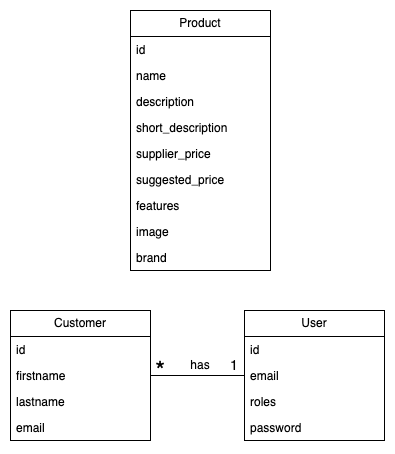 Product
id
name
description
short_description
supplier_price
suggested_price
features
image
brand
Customer
id
firstname
lastname
email
* has 1
User
id
email
roles
password